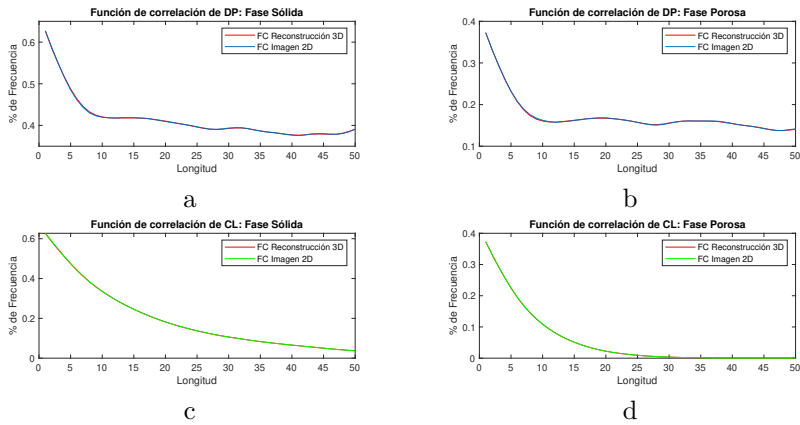 Función de correlación de DP: Fase Sólida
FC Reconstrucción 3D
FC Imagen 2D
% de Frecuencia
0.6
0.5
0.4
0 5 10 15 20 25 30 35 40 45 50
Longitud
a
Función de correlación de DP: Fase Porosa
FC Reconstrucción 3D
FC Imagen 2D
% de Frecuencia
0.4
0.3
0.2
0.1
0 5 10 15 20 25 30 35 40 45 50
Longitud
b
Función de correlación de CL: Fase Sólida
FC Reconstrucción 3D
FC Imagen 2D
% de Frecuencia
0.6
0.4
0.2
0
0 5 10 15 20 25 30 35 40 45 50
Longitud
c
Función de correlación de CL: Fase Porosa
FC Reconstrucción 3D
FC Imagen 2D
% de Frecuencia
0.4
0.3
0.2
0.1
0
0 5 10 15 20 25 30 35 40 45 50
Longitud
d